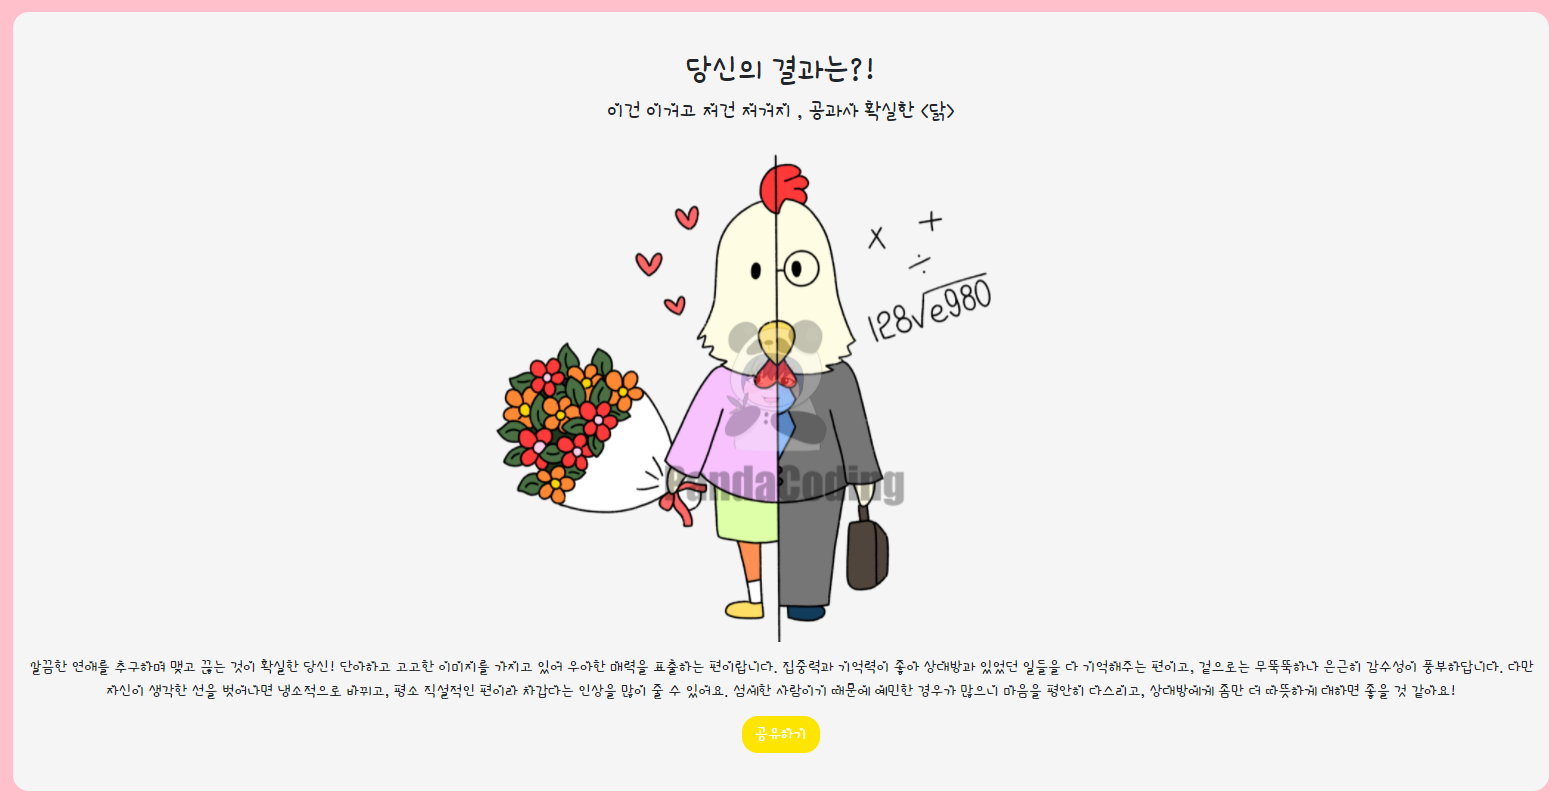 당신의 결과는?!
이건 이거고 저건 저거지 , 공과사 확실한 <닭>
x +
÷
128√e980
PandaCoding
깔끔한 연애를 추구하며 맺고 끊는 것이 확실한 당신! 단아하고 고고한 이미지를 가지고 있어 우아한 매력을 표출하는 편이랍니다. 집중력과 기억력이 좋아 상대방과 있었던 일들을 다 기억해주는 편이고, 겉으로는 무뚝뚝하나 은근히 감수성이 풍부하답니다. 다만
자신이 생각한 선을 벗어나면 냉소적으로 바뀌고, 평소 직설적인 편이라 차갑다는 인상을 많이 줄 수 있어요. 섬세한 사람이기 때문에 예민한 경우가 많으니 마음을 평안히 다스리고, 상대방에게 좀만 더 따뜻하게 대하면 좋을 것 같아요!
공유하기